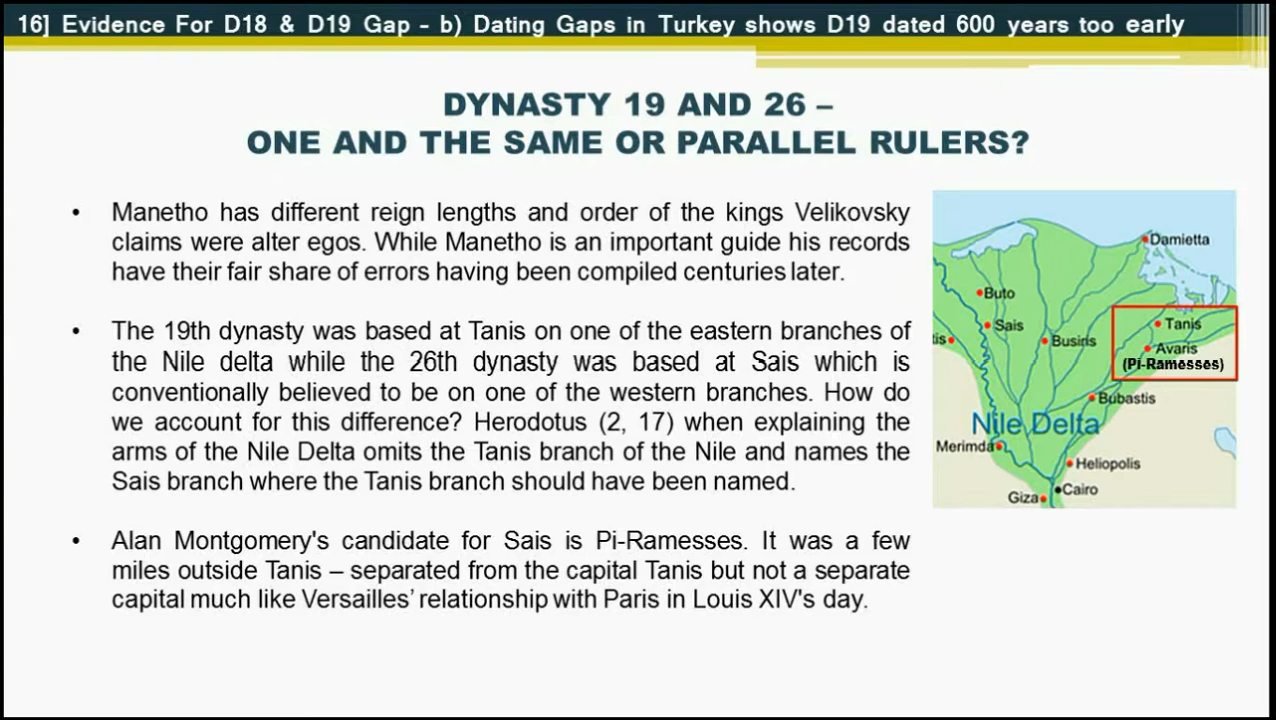 16] Evidence For D18 & D19 Gap – b) Dating Gaps in Turkey shows D19 dated 600 years too early
DYNASTY 19 AND 26 –
ONE AND THE SAME OR PARALLEL RULERS?
• Manetho has different reign lengths and order of the kings Velikovsky
claims were alter egos. While Manetho is an important guide his records
have their fair share of errors having been compiled centuries later.
• The 19th dynasty was based at Tanis on one of the eastern branches of
the Nile delta while the 26th dynasty was based at Sais which is
conventionally believed to be on one of the western branches. How do
we account for this difference? Herodotus (2, 17) when explaining the
arms of the Nile Delta omits the Tanis branch of the Nile and names the
Sais branch where the Tanis branch should have been named.
• Alan Montgomery's candidate for Sais is Pi-Ramesses. It was a few
miles outside Tanis – separated from the capital Tanis but not a separate
capital much like Versailles’ relationship with Paris in Louis XIV's day.
Damietta
Buto
Sais
Tanis
tis
Busiris
Avaris
(Pi-Ramesses)
Bubastis
Nile Delta
Merimda
Heliopolis
Cairo
Giza